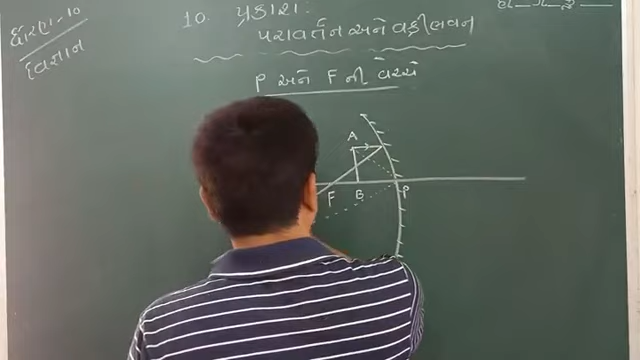 ધોરણ-10
વિજ્ઞાન
10. પ્રકાશ:
પરાવર્તન અને વક્રીભવન
P અને F ની વચ્ચે
A
F B P